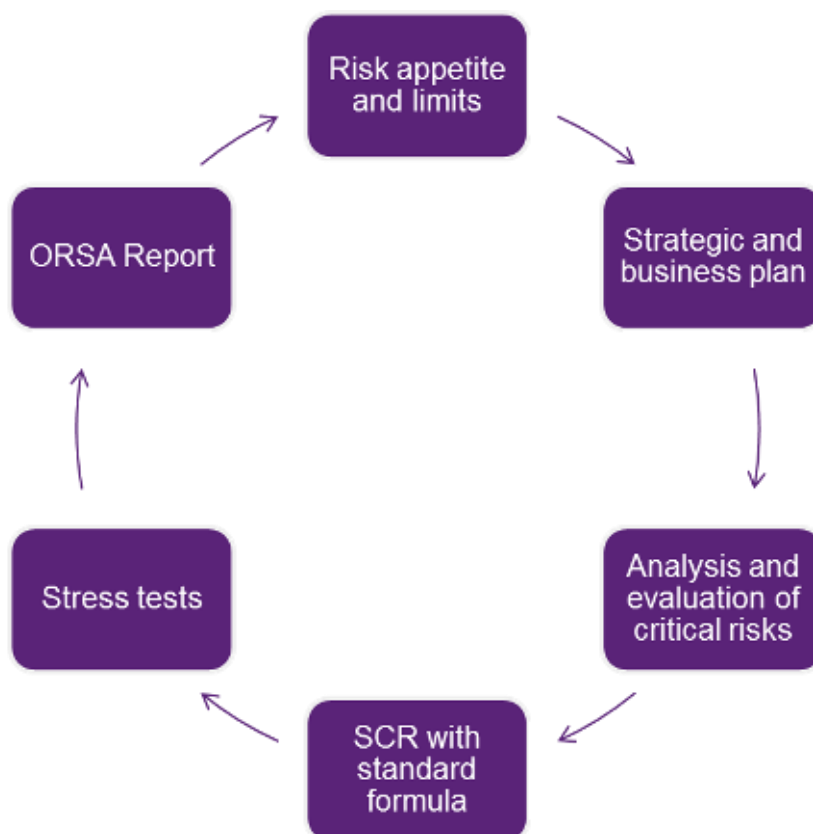 Risk appetite
and limits
Strategic and
business plan
Analysis and
evaluation of
critical risks
SCR with
standard
formula
Stress tests
ORSA Report